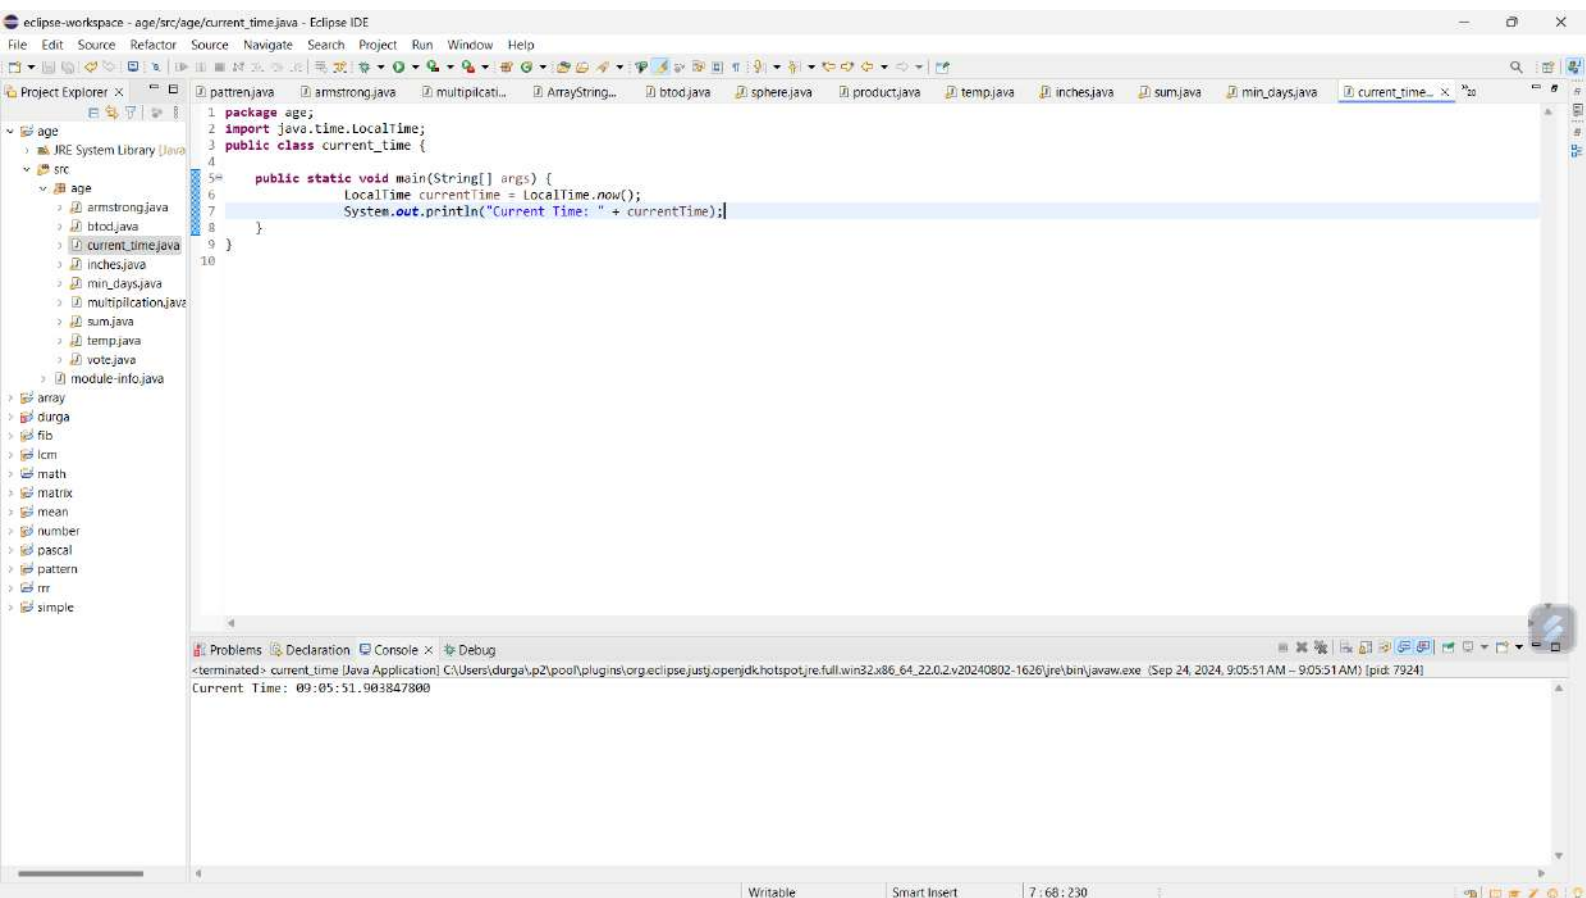 eclipse-workspace - age/src/age/current_time.java - Eclipse IDE
File Edit Source Refactor Source Navigate Search Project Run Window Help
Project Explorer
pattren.java armstrong.java multipilcati... ArrayString... btod.java sphere.java product.java temp.java inches.java sum.java min_days.java current_time... »20
age
JRE System Library [Java
src
age
armstrong.java
btod.java
current_time.java
inches.java
min_days.java
multipilcation.java
sum.java
temp.java
vote.java
module-info.java
array
durga
fib
lcm
math
matrix
mean
number
pascal
pattern
rrr
simple
1 package age;
2 import java.time.LocalTime;
3 public class current_time {
4
5 public static void main(String[] args) {
6 LocalTime currentTime = LocalTime.now();
7 System.out.println("Current Time: " + currentTime);
8 }
9 }
10
Problems Declaration Console Debug
<terminated> current_time [Java Application] C:\Users\durga\.p2\pool\plugins\org.eclipse.justj.openjdk.hotspot.jre.full.win32.x86_64_22.0.2.v20240802-1626\jre\bin\javaw.exe (Sep 24, 2024, 9:05:51 AM – 9:05:51 AM) [pid: 7924]
Current Time: 09:05:51.903847800
Writable Smart Insert 7 : 68 : 230